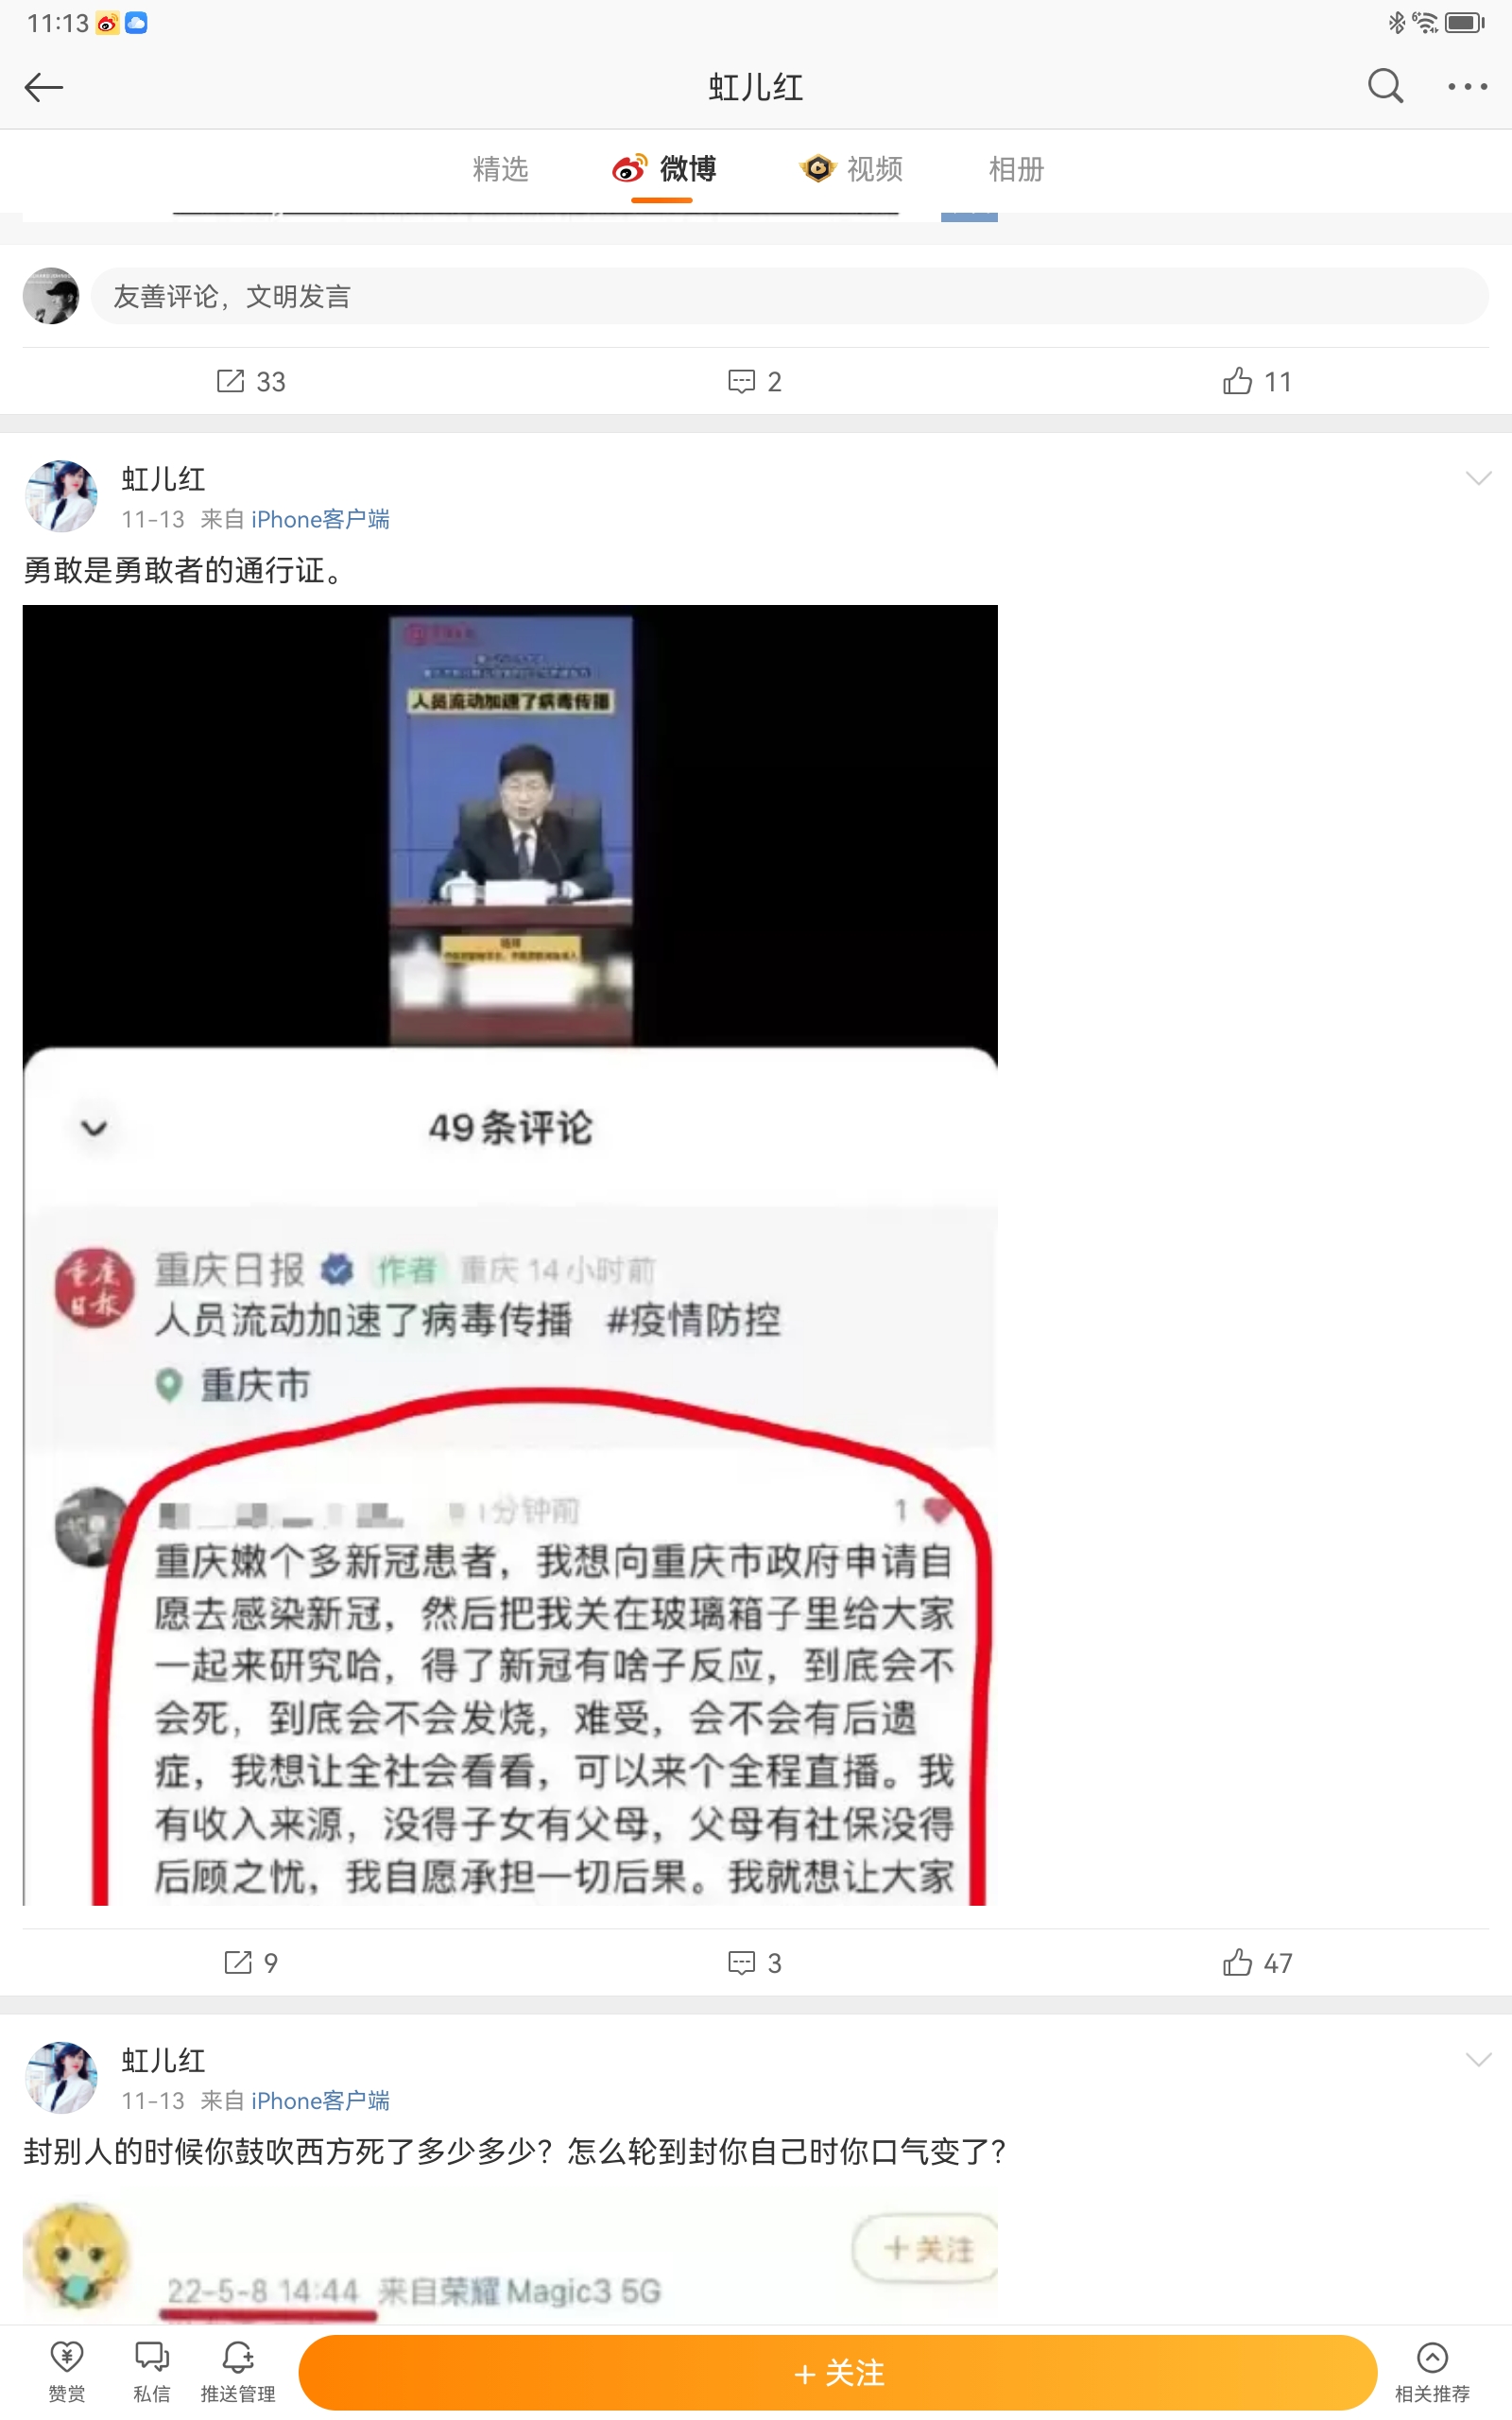 11:13
虹儿红
精选
微博
视频
相册
友善评论，文明发言
33
2
11
虹儿红
11-13 来自 iPhone客户端
勇敢是勇敢者的通行证。
人员流动加速了病毒传播
49条评论
重庆日报 作者 重庆 14小时前
人员流动加速了病毒传播 #疫情防控
重庆市
1分钟前 1
重庆嫩个多新冠患者，我想向重庆市政府申请自
愿去感染新冠，然后把我关在玻璃箱子里给大家
一起来研究哈，得了新冠有啥子反应，到底会不
会死，到底会不会发烧，难受，会不会有后遗
症，我想让全社会看看，可以来个全程直播。我
有收入来源，没得子女有父母，父母有社保没得
后顾之忧，我自愿承担一切后果。我就想让大家
9
3
47
虹儿红
11-13 来自 iPhone客户端
封别人的时候你鼓吹西方死了多少多少？怎么轮到封你自己时你口气变了？
+关注
22-5-8 14:44 来自荣耀Magic3 5G
赞赏
私信
推送管理
+关注
相关推荐